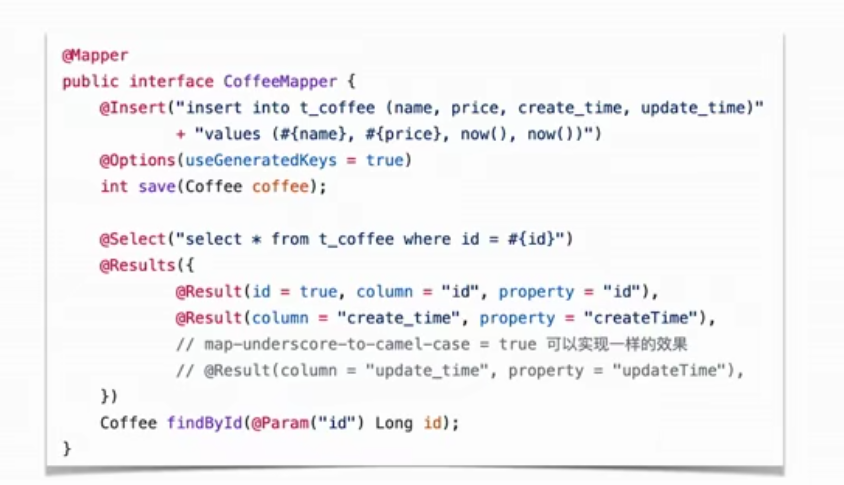 @Mapper
public interface CoffeeMapper {
    @Insert("insert into t_coffee (name, price, create_time, update_time)"
            + "values (#{name}, #{price}, now(), now())")
    @Options(useGeneratedKeys = true)
    int save(Coffee coffee);

    @Select("select * from t_coffee where id = #{id}")
    @Results({
            @Result(id = true, column = "id", property = "id"),
            @Result(column = "create_time", property = "createTime"),
            // map-underscore-to-camel-case = true 可以实现一样的效果
            // @Result(column = "update_time", property = "updateTime"),
    })
    Coffee findById(@Param("id") Long id);
}